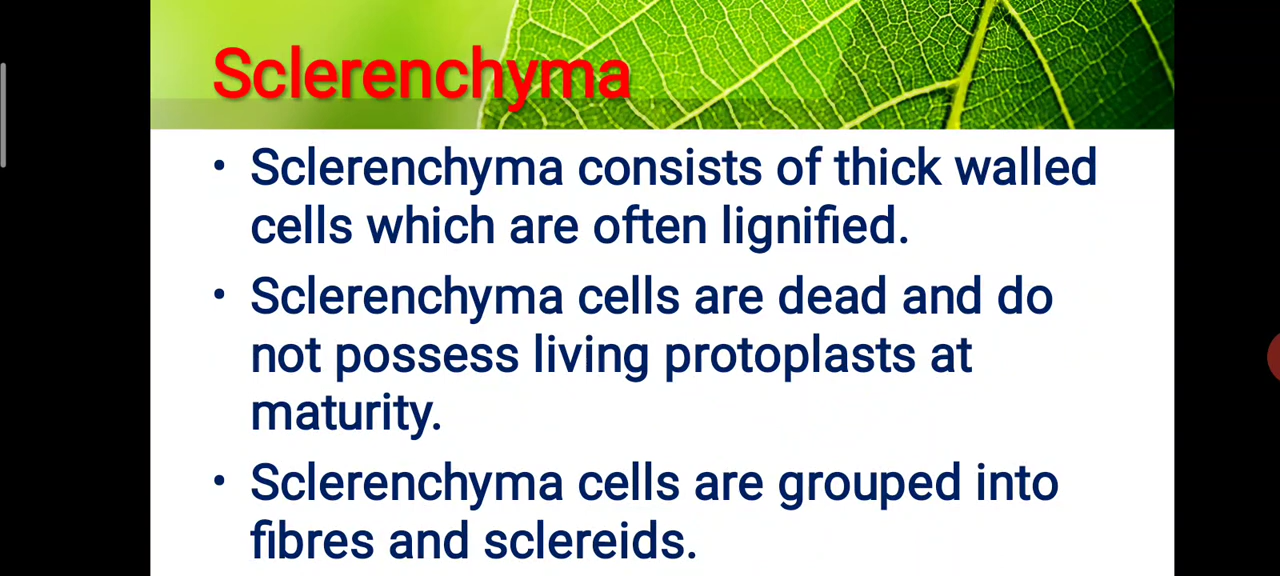 Sclerenchyma
• Sclerenchyma consists of thick walled
cells which are often lignified.
• Sclerenchyma cells are dead and do
not possess living protoplasts at
maturity.
• Sclerenchyma cells are grouped into
fibres and sclereids.